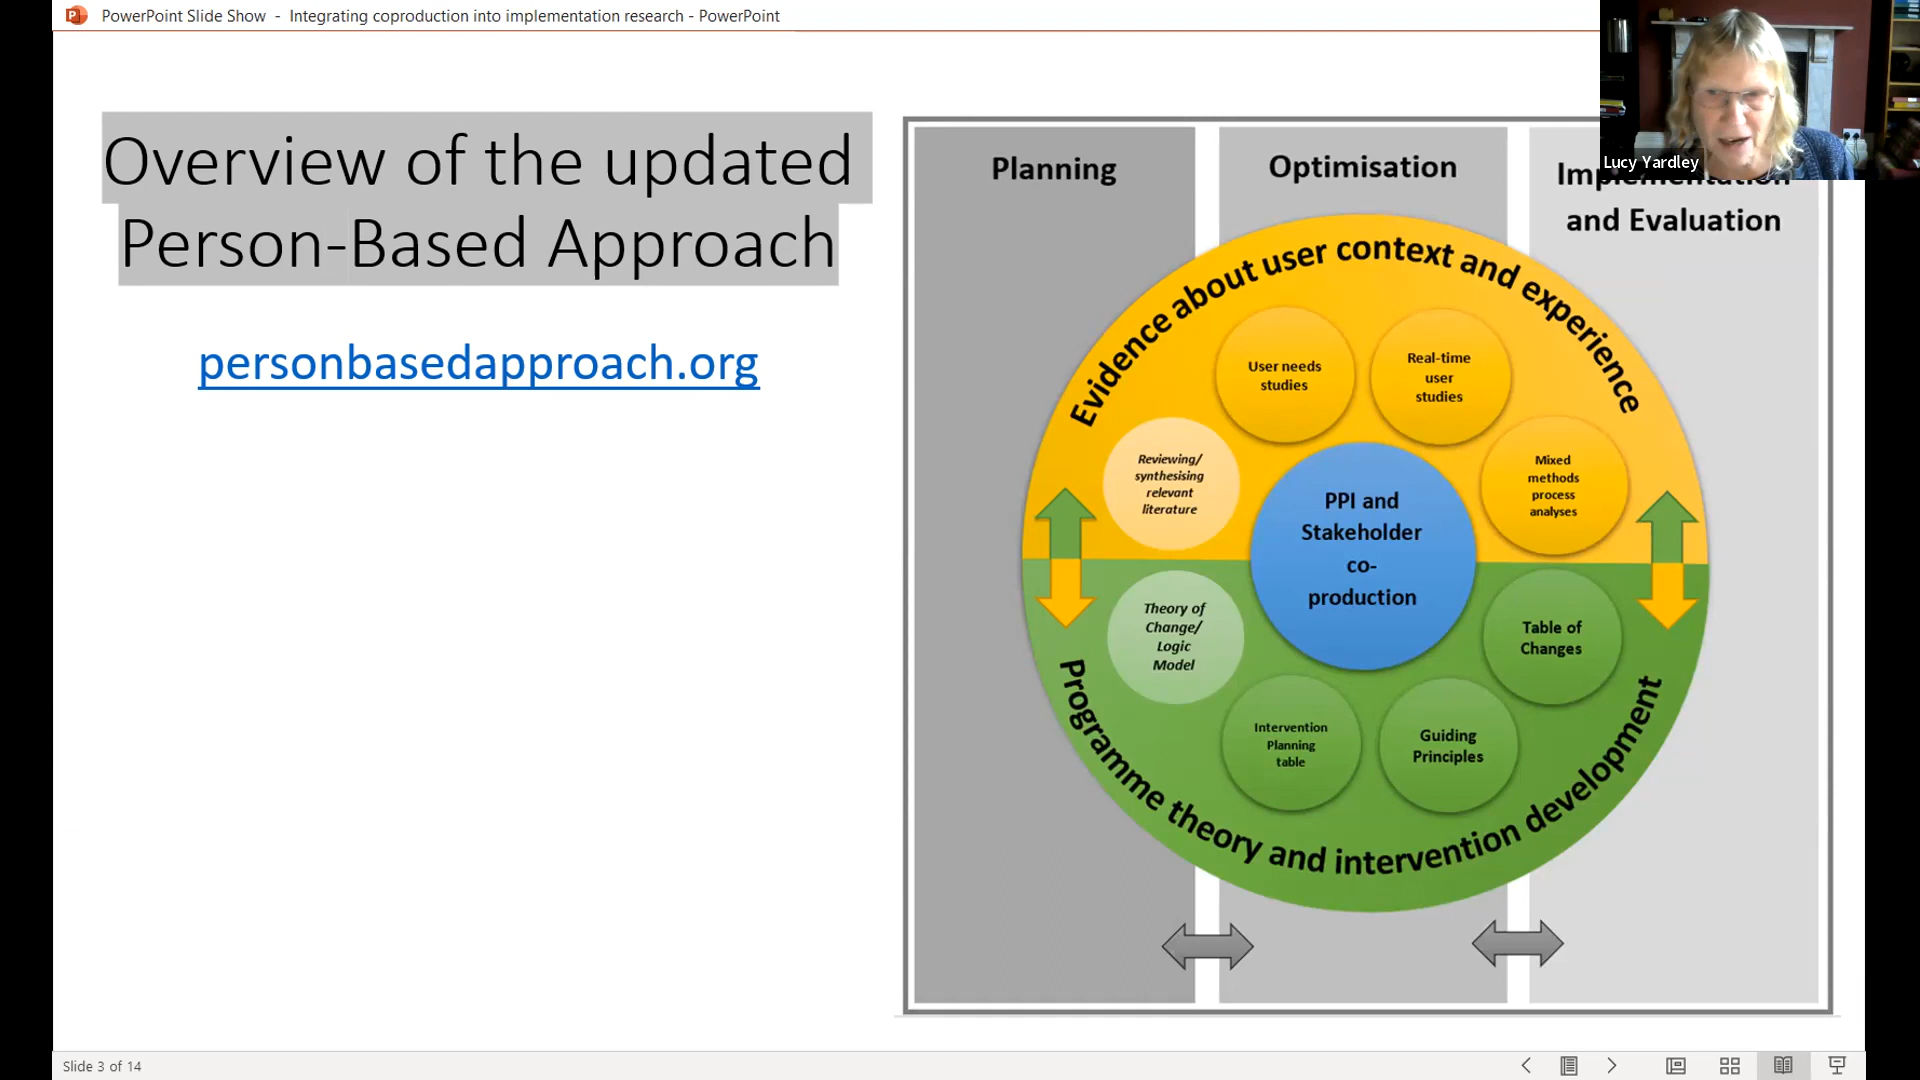 PowerPoint Slide Show - Integrating coproduction into implementation research - PowerPoint
Lucy Yardley
Overview of the updated
Person-Based Approach
personbasedapproach.org
Planning
Optimisation
Implementation
and Evaluation
Evidence about user context and experience
User needs
studies
Real-time
user
studies
Reviewing/
synthesising
relevant
literature
Mixed
methods
process
analyses
PPI and
Stakeholder
co-
production
Theory of
Change/
Logic
Model
Table of
Changes
Intervention
Planning
table
Guiding
Principles
Programme theory and intervention development
Slide 3 of 14